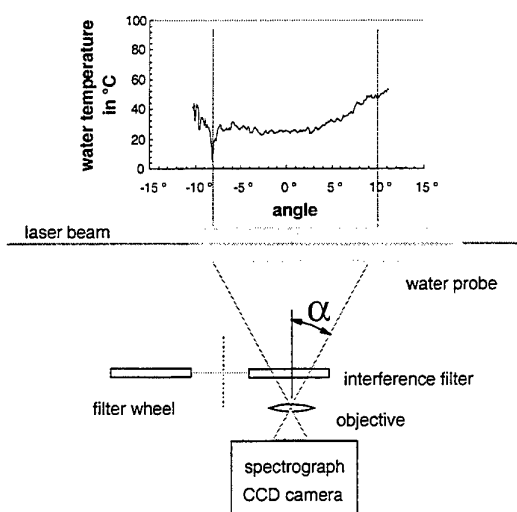 water temperature
in °C
100
80
60
40
20
0
-15 °
-10 °
-5 °
0 °
5 °
10 °
15 °
angle
laser beam
water probe
α
interference filter
filter wheel
objective
spectrograph
CCD camera